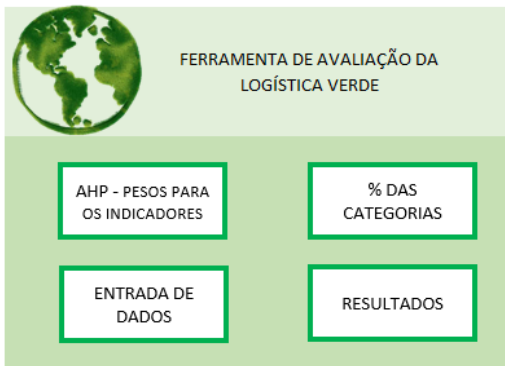 FERRAMENTA DE AVALIAÇÃO DA
LOGÍSTICA VERDE
AHP - PESOS PARA
OS INDICADORES
% DAS
CATEGORIAS
ENTRADA DE
DADOS
RESULTADOS